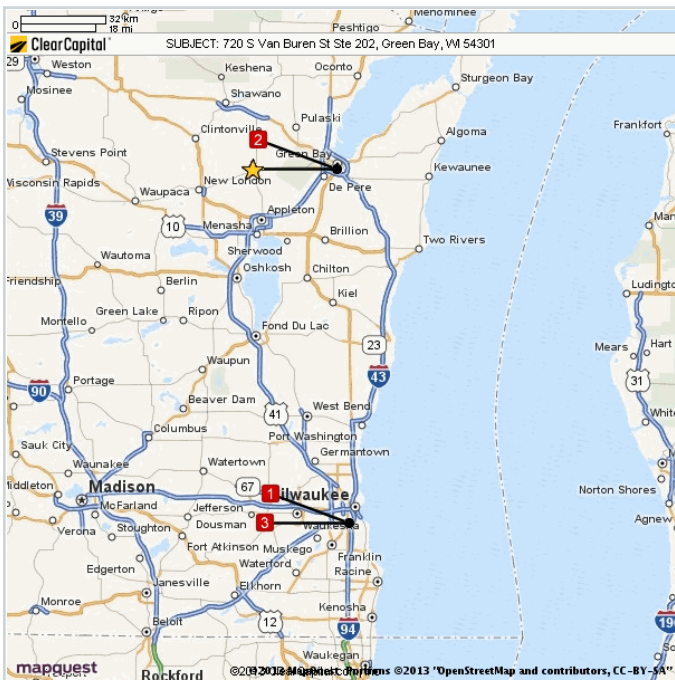 Menominee
0 32 km
18 mi
Peshtigo
ClearCapital
SUBJECT: 720 S Van Buren St Ste 202, Green Bay, WI 54301
29
Weston
Keshena
Oconto
Mosinee
Shawano
Sturgeon Bay
Pulaski
Clintonville
Algoma
Frankfort
2
Stevens Point
Green Bay
Kewaunee
Wisconsin Rapids
New London
De Pere
Waupaca
39
10
Appleton
Menasha
Sherwood
Brillion
Two Rivers
Wautoma
Oshkosh
Chilton
Friendship
Berlin
Ludington
Kiel
Green Lake
Ripon
Montello
Fond Du Lac
23
Mears
Hart
Waupun
43
31
90
Portage
Beaver Dam
41
West Bend
Columbus
Port Washington
Sauk City
Germantown
Waunakee
Watertown
Middleton
Madison
67
1
Milwaukee
Norton Shores
McFarland
Jefferson
Verona
Dousman
3
Waukesha
Agnew
Stoughton
Fort Atkinson
Muskego
Franklin
Edgerton
Waterford
Racine
Janesville
Elkhorn
Monroe
12
Kenosha
Beloit
94
Waukegan
mapquest
Rockford
©2013 MapQuest Portions ©2013 "OpenStreetMap and contributors, CC-BY-SA"